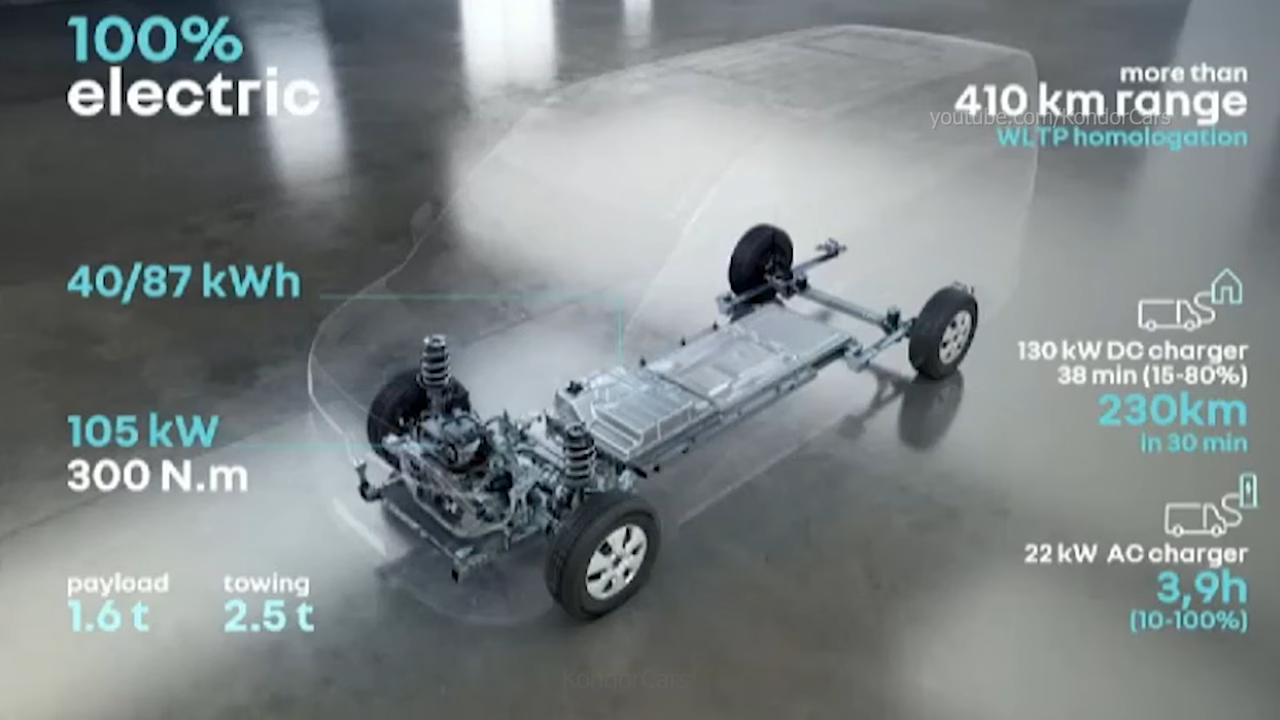 100%
electric
more than
410 km range
youtube.com/KondorCars
WLTP homologation
40/87 kWh
130 kW DC charger
38 min (15-80%)
230km
in 30 min
105 kW
300 N.m
22 kW AC charger
3,9h
(10-100%)
payload
1.6 t
towing
2.5 t
KondorCars